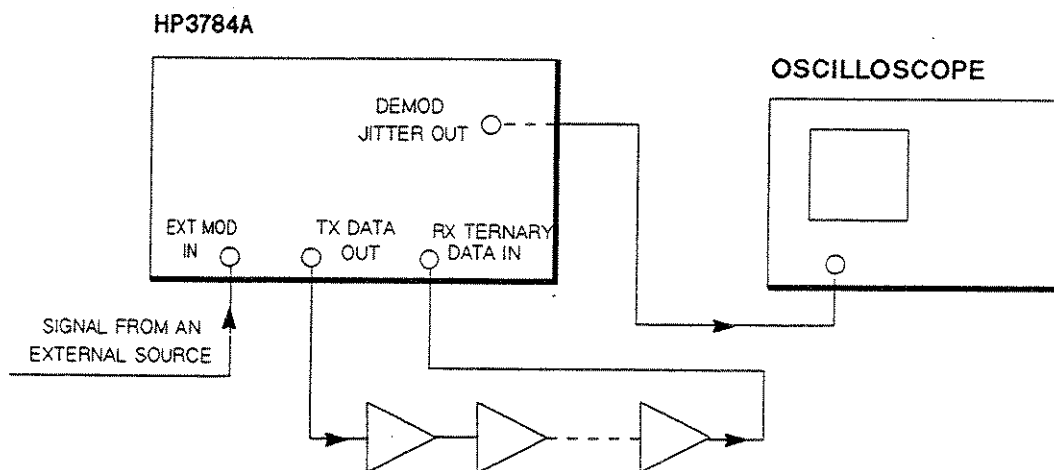 HP3784A
OSCILLOSCOPE
DEMOD
JITTER OUT
EXT MOD
IN
TX DATA
OUT
RX TERNARY
DATA IN
SIGNAL FROM AN
EXTERNAL SOURCE